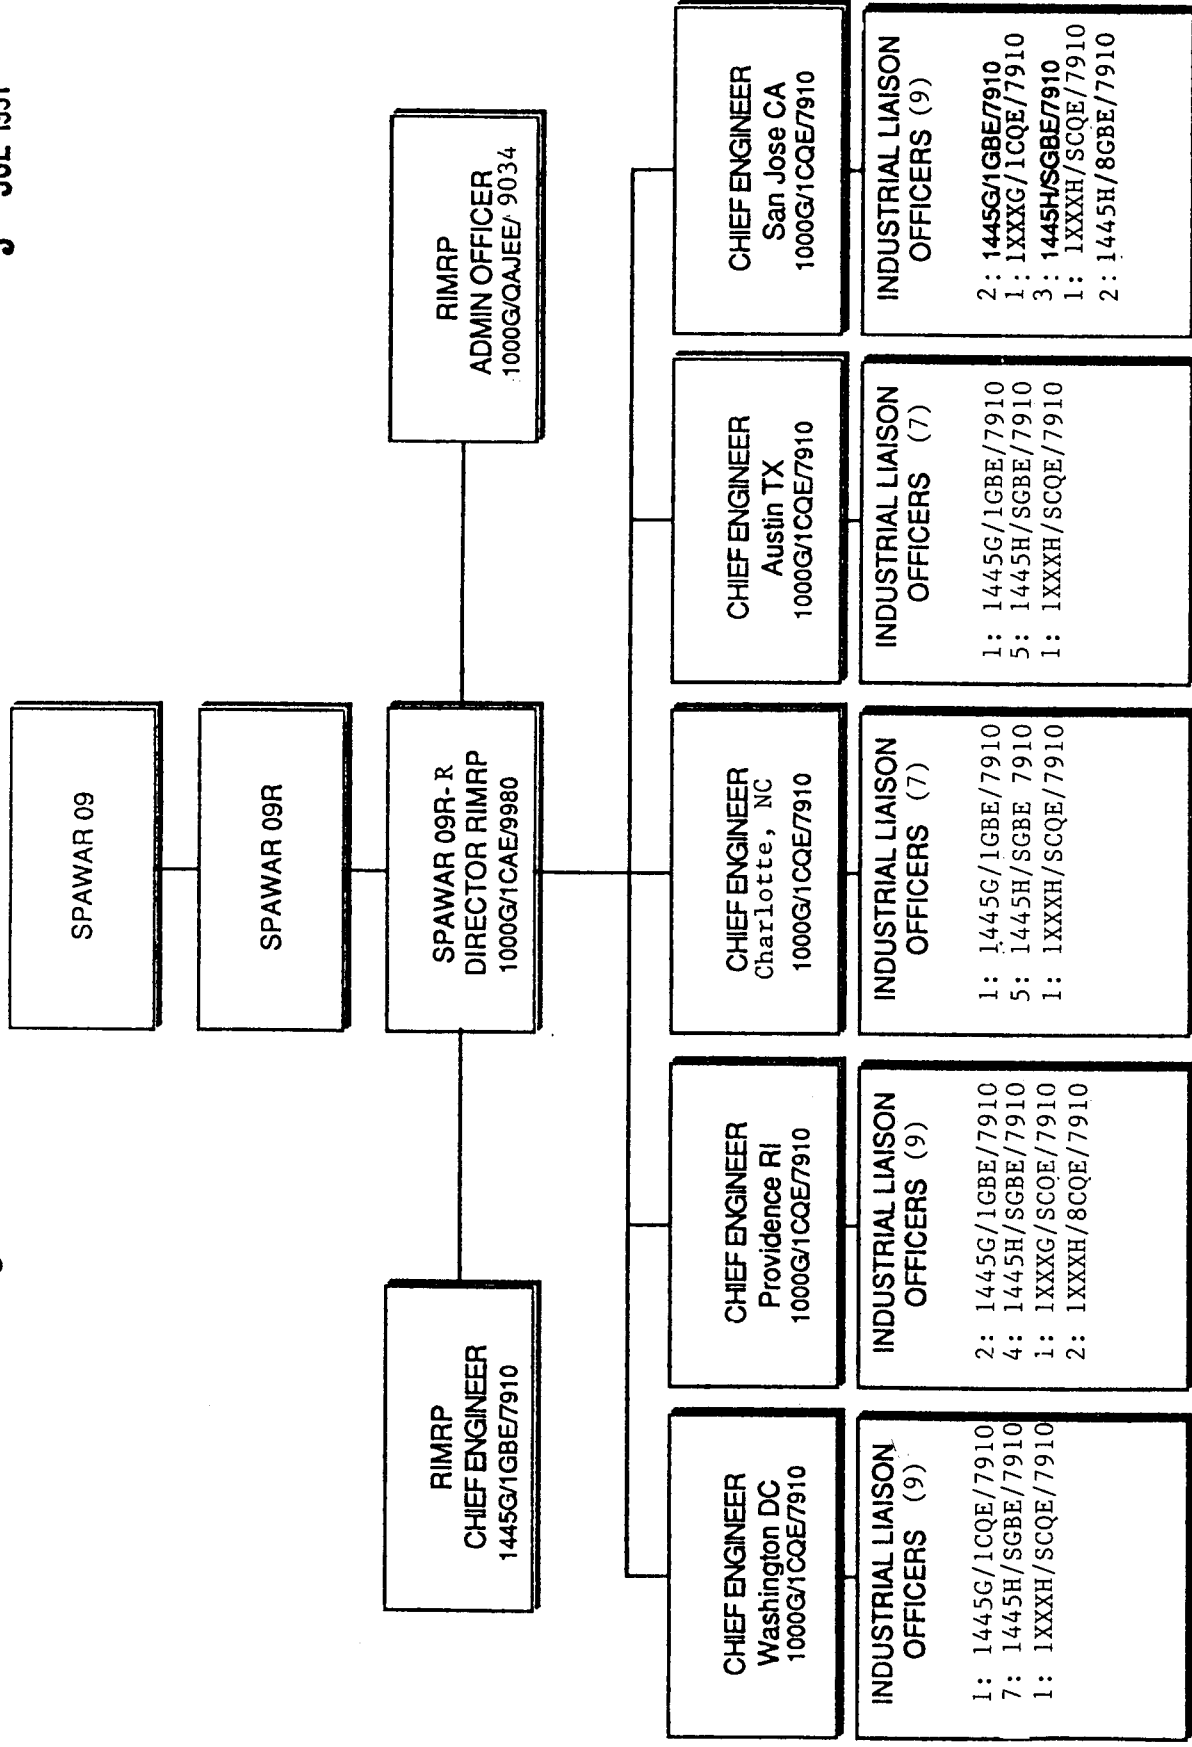 JUL 1991
SPAWAR 09
SPAWAR 09R
SPAWAR 09R-R
DIRECTOR RIMRP
1000G/1CAE/9980
RIMRP
CHIEF ENGINEER
1445G/1GBE/7910
RIMRP
ADMIN OFFICER
1000G/QAJEE/ 9034
CHIEF ENGINEER
Washington DC
1000G/1CQE/7910
INDUSTRIAL LIAISON
OFFICERS (9)
1: 1445G/1CQE/7910
7: 1445H/SGBE/7910
1: 1XXXH/SCQE/7910
CHIEF ENGINEER
Providence RI
1000G/1CQE/7910
INDUSTRIAL LIAISON
OFFICERS (9)
2: 1445G/1GBE/7910
4: 1445H/SGBE/7910
1: 1XXXG/SCQE/7910
2: 1XXXH/8CQE/7910
CHIEF ENGINEER
Charlotte, NC
1000G/1CQE/7910
INDUSTRIAL LIAISON
OFFICERS (7)
1: 1445G/1GBE/7910
5: 1445H/SGBE 7910
1: 1XXXH/SCQE/7910
CHIEF ENGINEER
Austin TX
1000G/1CQE/7910
INDUSTRIAL LIAISON
OFFICERS (7)
1: 1445G/1GBE/7910
5: 1445H/SGBE/7910
1: 1XXXH/SCQE/7910
CHIEF ENGINEER
San Jose CA
1000G/1CQE/7910
INDUSTRIAL LIAISON
OFFICERS (9)
2: 1445G/1GBE/7910
1: 1XXXG/1CQE/7910
3: 1445H/SGBE/7910
1: 1XXXH/SCQE/7910
2: 1445H/8GBE/7910